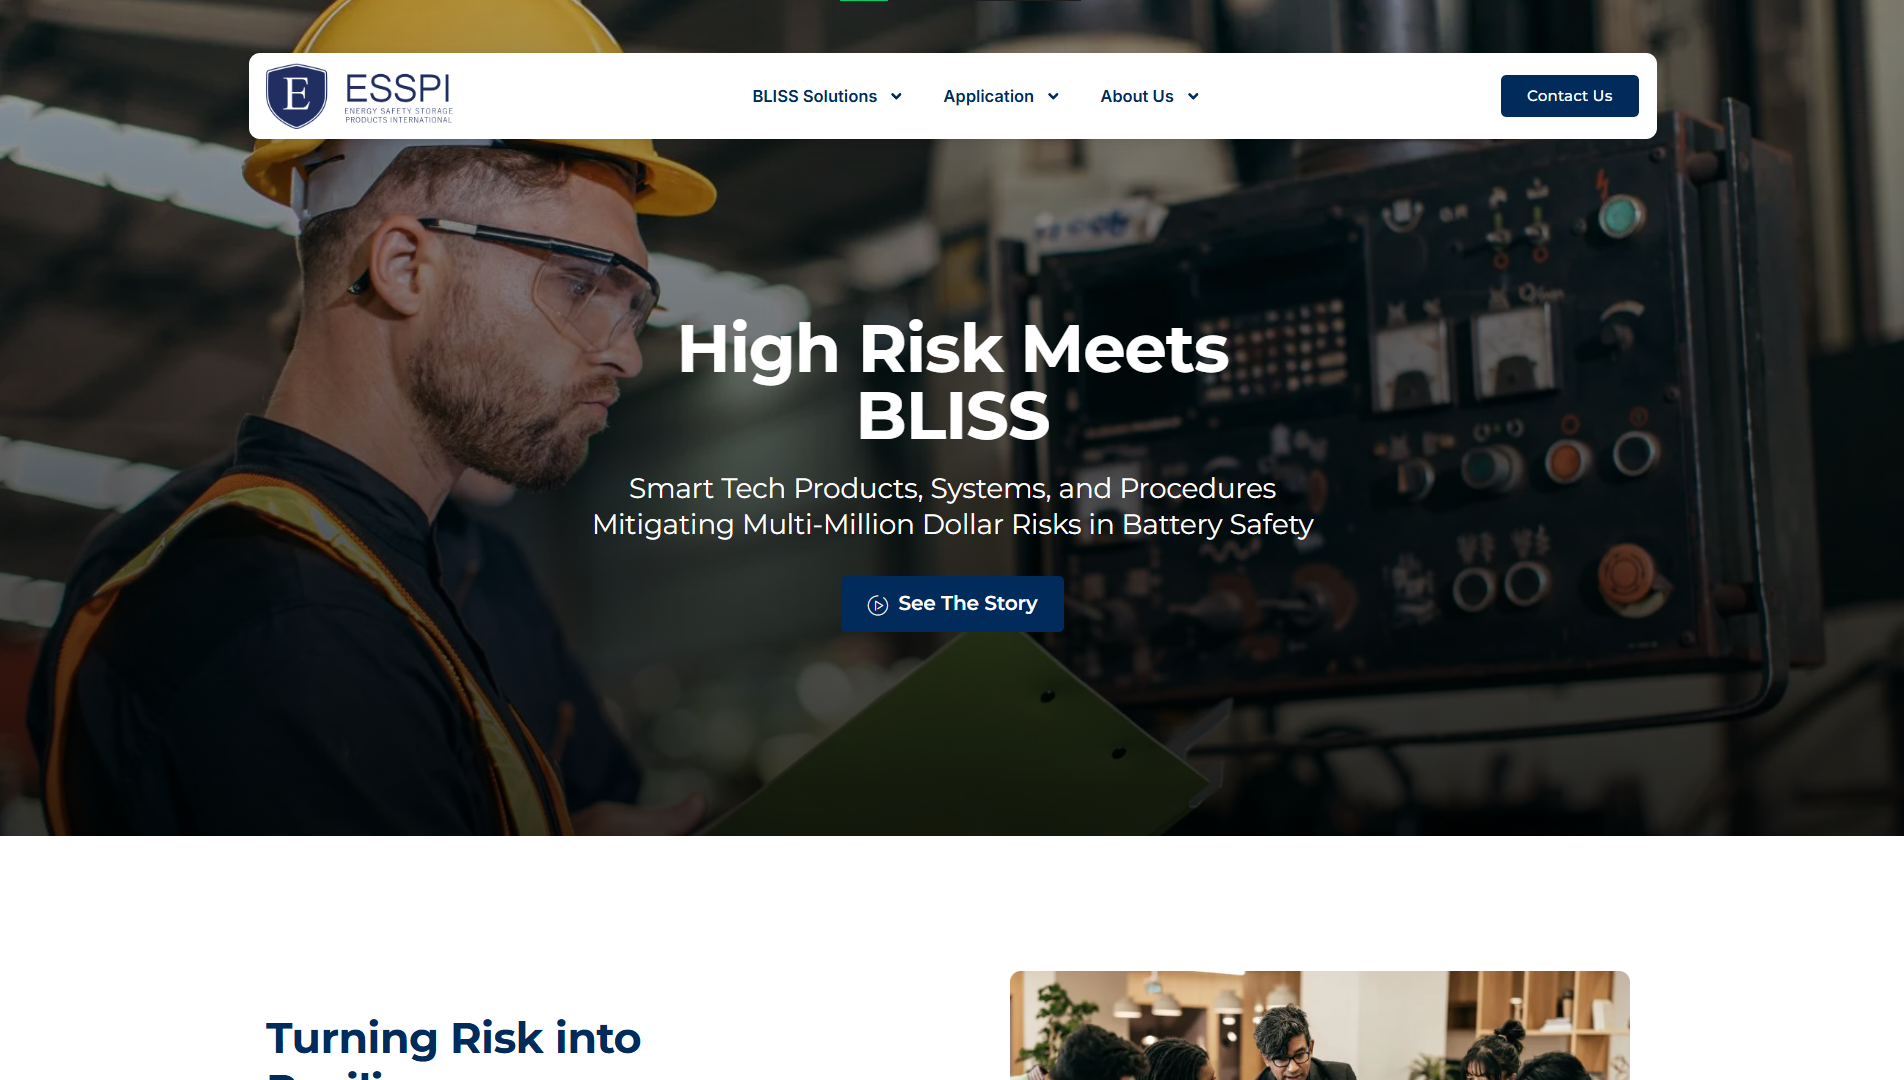 E
ESSPI
ENERGY SAFETY STORAGE
PRODUCTS INTERNATIONAL
BLISS Solutions
Application
About Us
Contact Us
High Risk Meets
BLISS
Smart Tech Products, Systems, and Procedures
Mitigating Multi-Million Dollar Risks in Battery Safety
See The Story
Turning Risk into